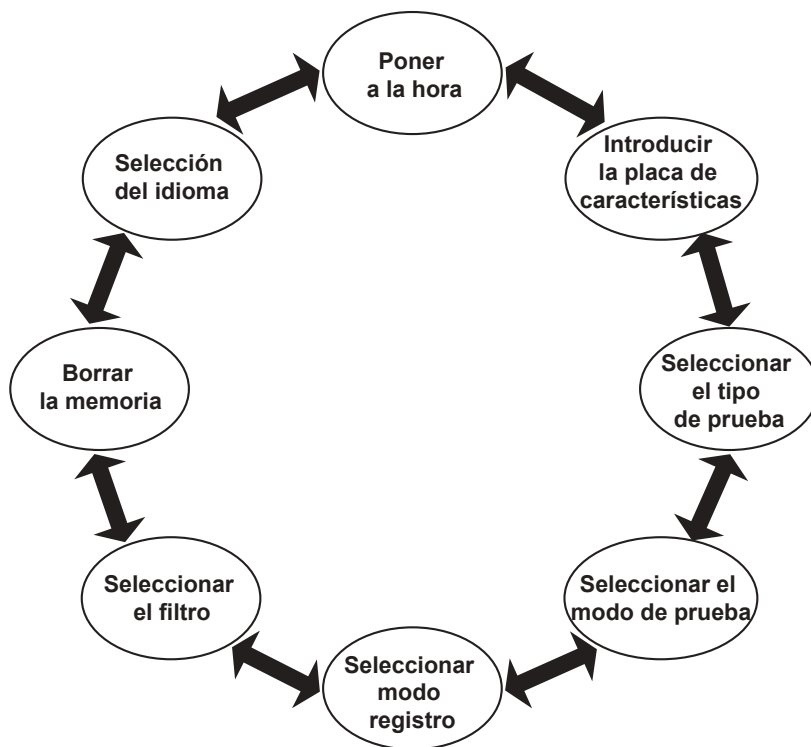 Poner
a la hora
Introducir
la placa de
características
Seleccionar
el tipo
de prueba
Seleccionar el
modo de prueba
Seleccionar
modo
registro
Seleccionar
el filtro
Borrar
la memoria
Selección
del idioma